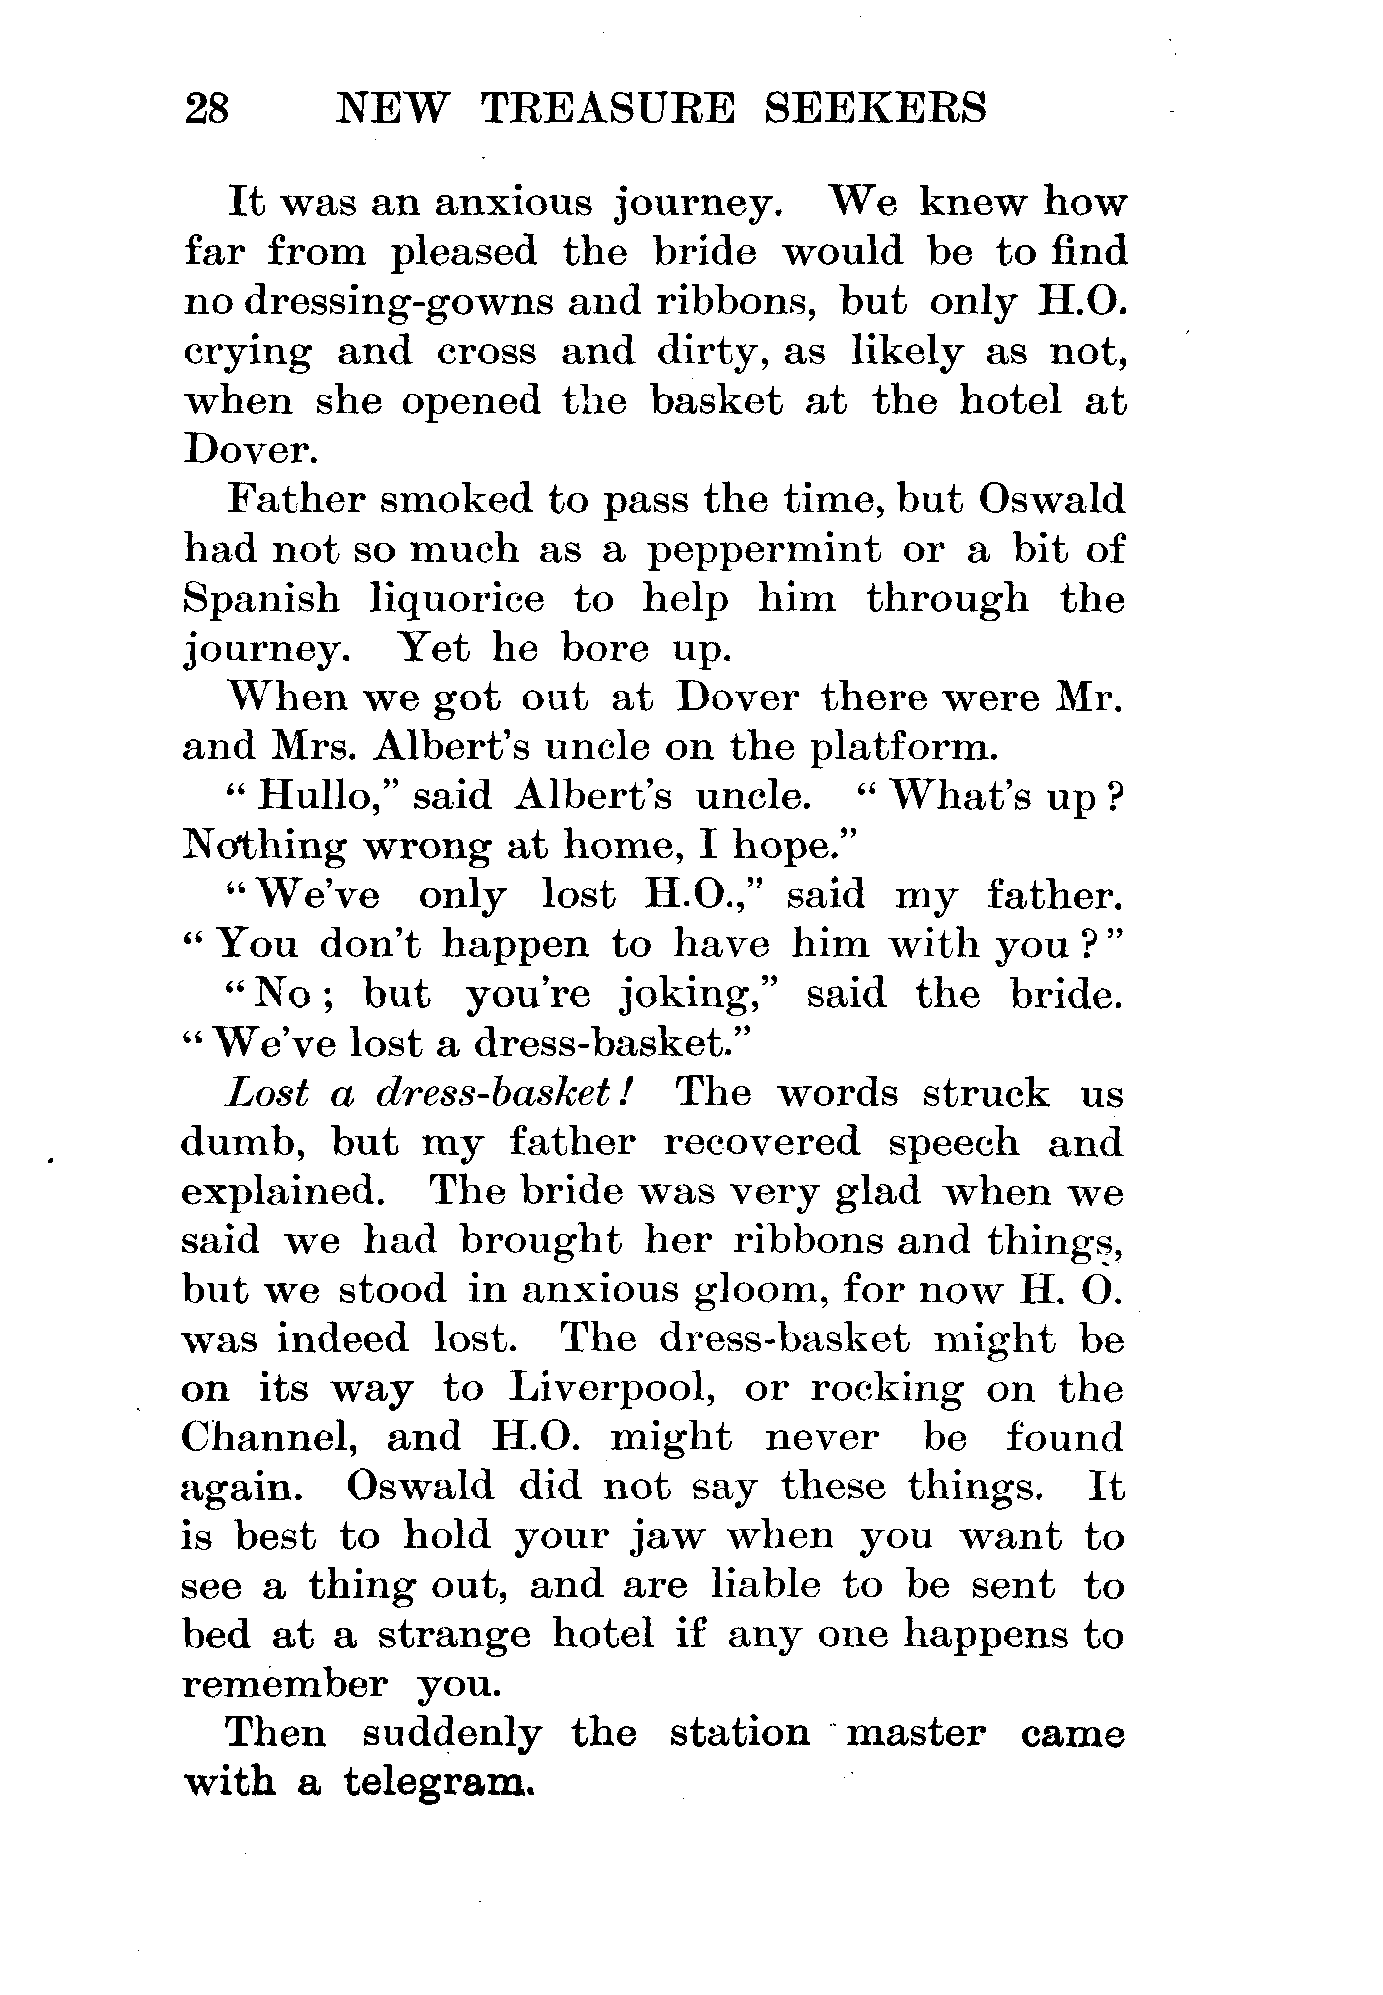 28 NEW TREASURE SEEKERS
It was an anxious journey. We knew how
far from pleased the bride would be to find
no dressing-gowns and ribbons, but only H.O.
crying and cross and dirty, as likely as not,
when she opened the basket at the hotel at
Dover.
Father smoked to pass the time, but Oswald
had not so much as a peppermint or a bit of
Spanish liquorice to help him through the
journey. Yet he bore up.
When we got out at Dover there were Mr.
and Mrs. Albert's uncle on the platform.
“ Hullo,” said Albert's uncle. “ What's up ?
Nothing wrong at home, I hope.”
“ We've only lost H.O.,” said my father.
“ You don't happen to have him with you ? ”
“ No ; but you're joking,” said the bride.
“ We've lost a dress-basket.”
Lost a dress-basket ! The words struck us
dumb, but my father recovered speech and
explained. The bride was very glad when we
said we had brought her ribbons and things,
but we stood in anxious gloom, for now H. O.
was indeed lost. The dress-basket might be
on its way to Liverpool, or rocking on the
Channel, and H.O. might never be found
again. Oswald did not say these things. It
is best to hold your jaw when you want to
see a thing out, and are liable to be sent to
bed at a strange hotel if any one happens to
remember you.
Then suddenly the station master came
with a telegram.